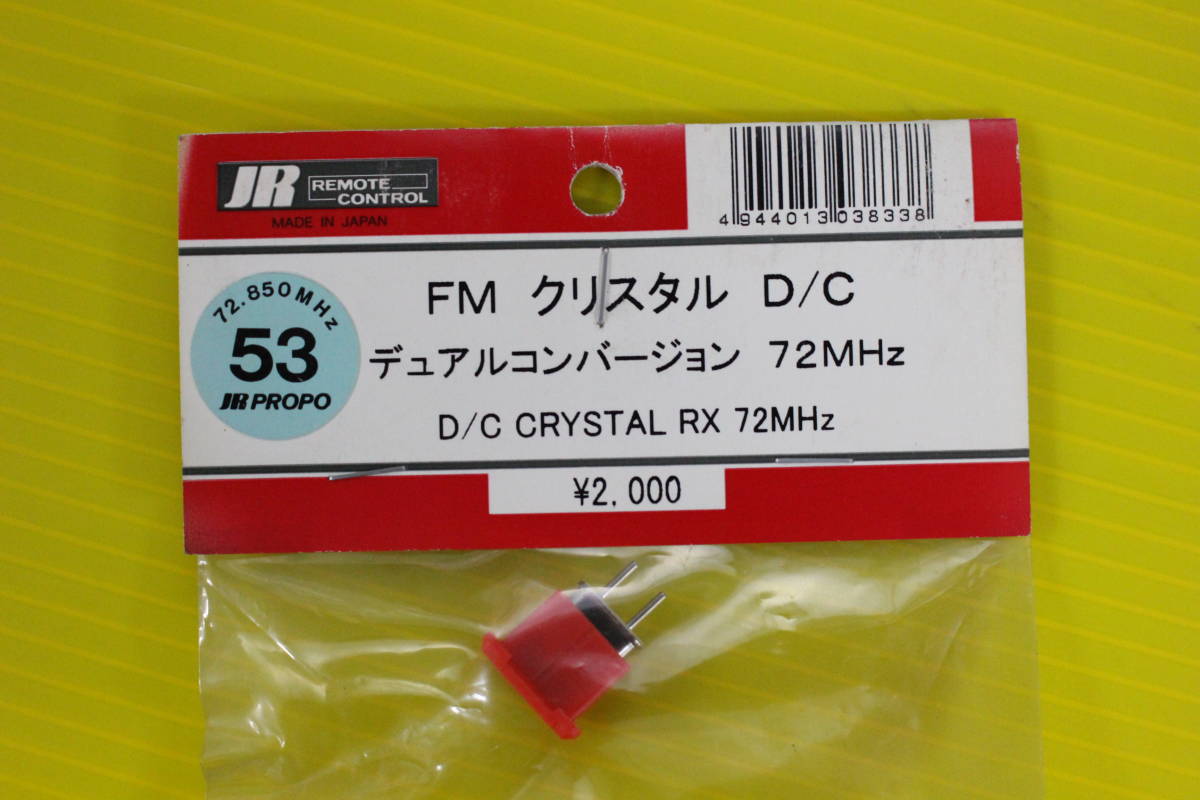 JR REMOTE CONTROL
MADE IN JAPAN
4944013038338
72.850MHz
53
JR PROPO
FM クリスタル D/C
デュアルコンバージョン 72MHz
D/C CRYSTAL RX 72MHz
¥2,000